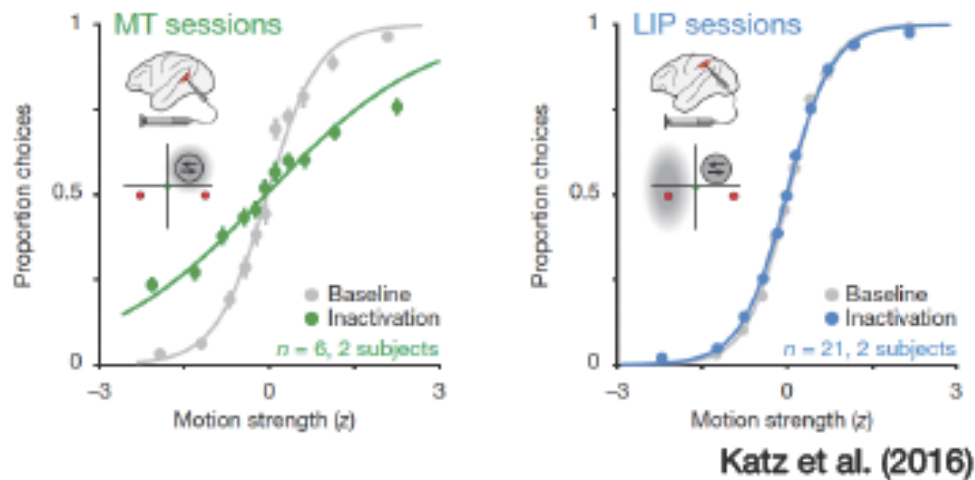 MT sessions
1
0.5
0
Proportion choices
Baseline
Inactivation
n = 6, 2 subjects
−3
0
3
Motion strength (z)
LIP sessions
1
0.5
0
Proportion choices
Baseline
Inactivation
n = 21, 2 subjects
−3
0
3
Motion strength (z)
Katz et al. (2016)